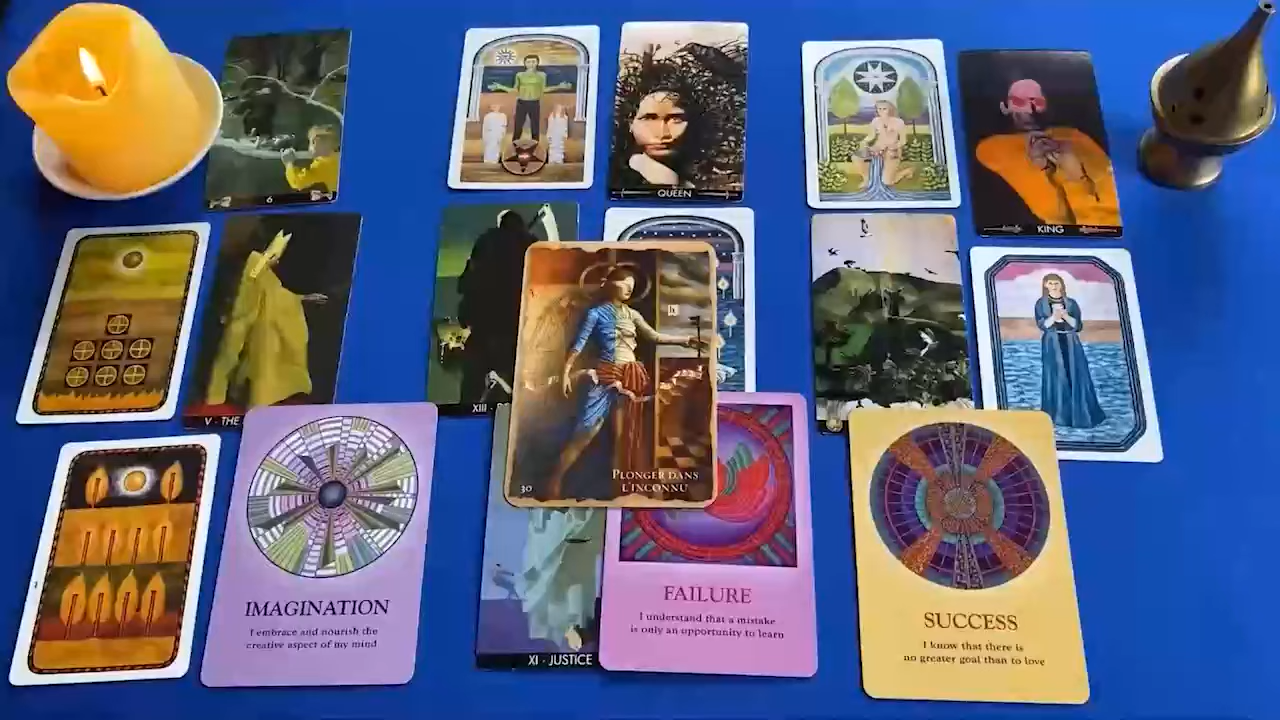 6
QUEEN
KING
V - THE
XIII -
30
PLONGER DANS
L'INCONNU
IMAGINATION
I embrace and nourish the
creative aspect of my mind
XI - JUSTICE
FAILURE
I understand that a mistake
is only an opportunity to learn
SUCCESS
I know that there is
no greater goal than to love